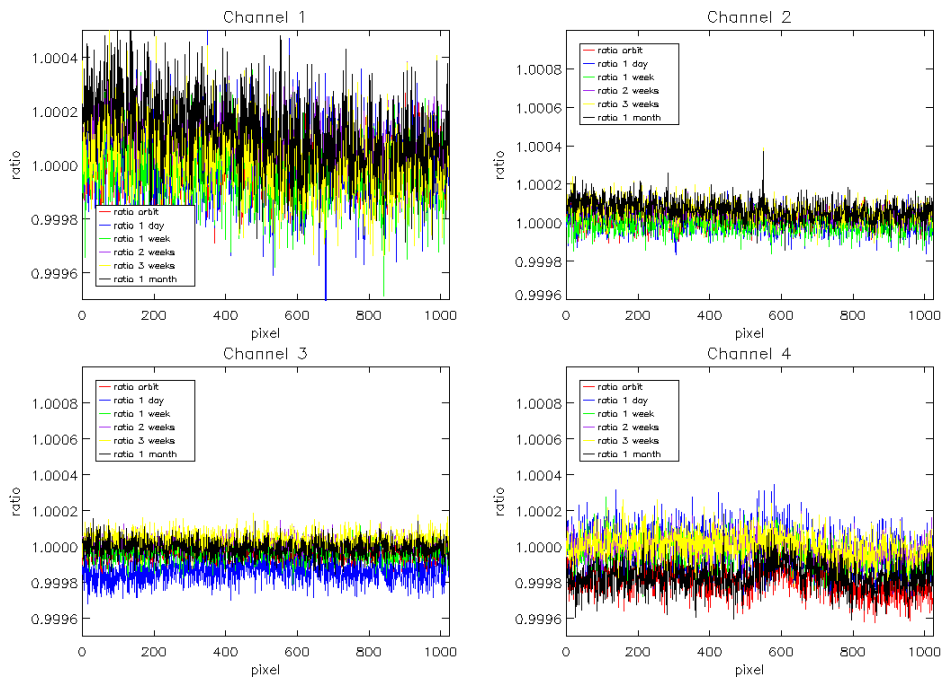 Channel 1
1.0004
1.0002
1.0000
0.9998
0.9996
ratio
ratio orbit
ratio 1 day
ratio 1 week
ratio 2 weeks
ratio 3 weeks
ratio 1 month
0 200 400 600 800 1000
pixel
Channel 2
1.0008
1.0006
1.0004
1.0002
1.0000
0.9998
0.9996
ratio
ratio orbit
ratio 1 day
ratio 1 week
ratio 2 weeks
ratio 3 weeks
ratio 1 month
0 200 400 600 800 1000
pixel
Channel 3
1.0008
1.0006
1.0004
1.0002
1.0000
0.9998
0.9996
ratio
ratio orbit
ratio 1 day
ratio 1 week
ratio 2 weeks
ratio 3 weeks
ratio 1 month
0 200 400 600 800 1000
pixel
Channel 4
1.0008
1.0006
1.0004
1.0002
1.0000
0.9998
0.9996
ratio
ratio orbit
ratio 1 day
ratio 1 week
ratio 2 weeks
ratio 3 weeks
ratio 1 month
0 200 400 600 800 1000
pixel